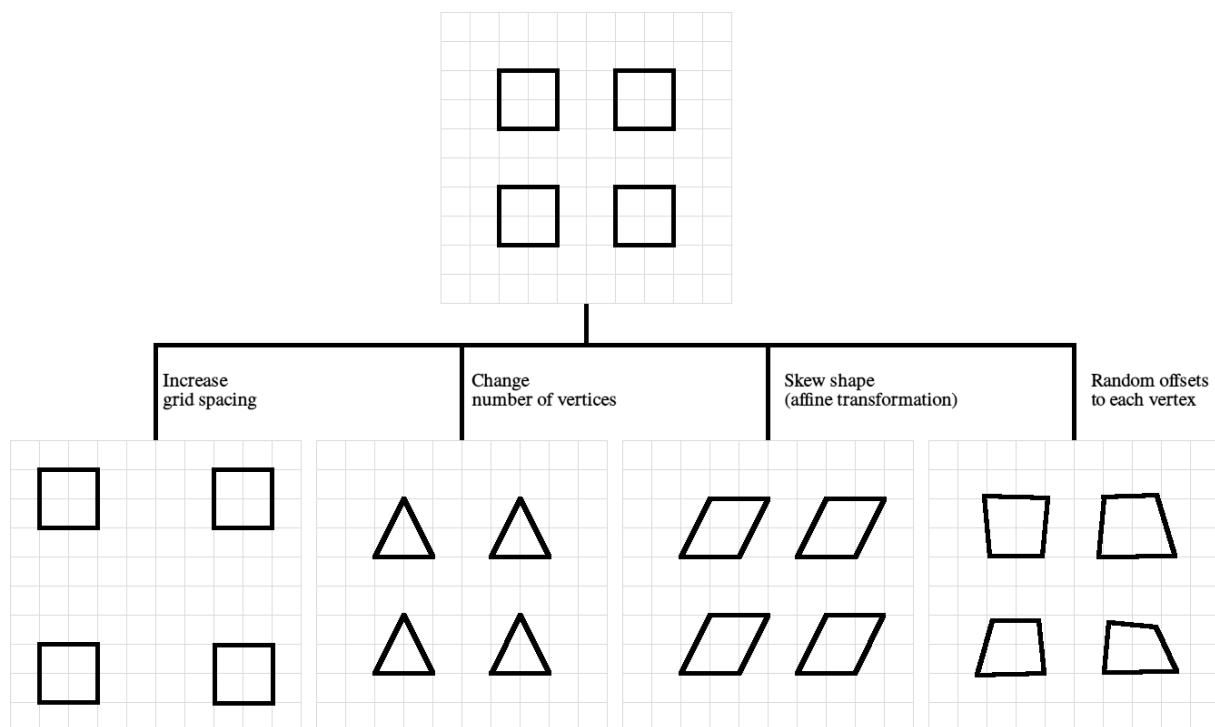 Increase
grid spacing
Change
number of vertices
Skew shape
(affine transformation)
Random offsets
to each vertex